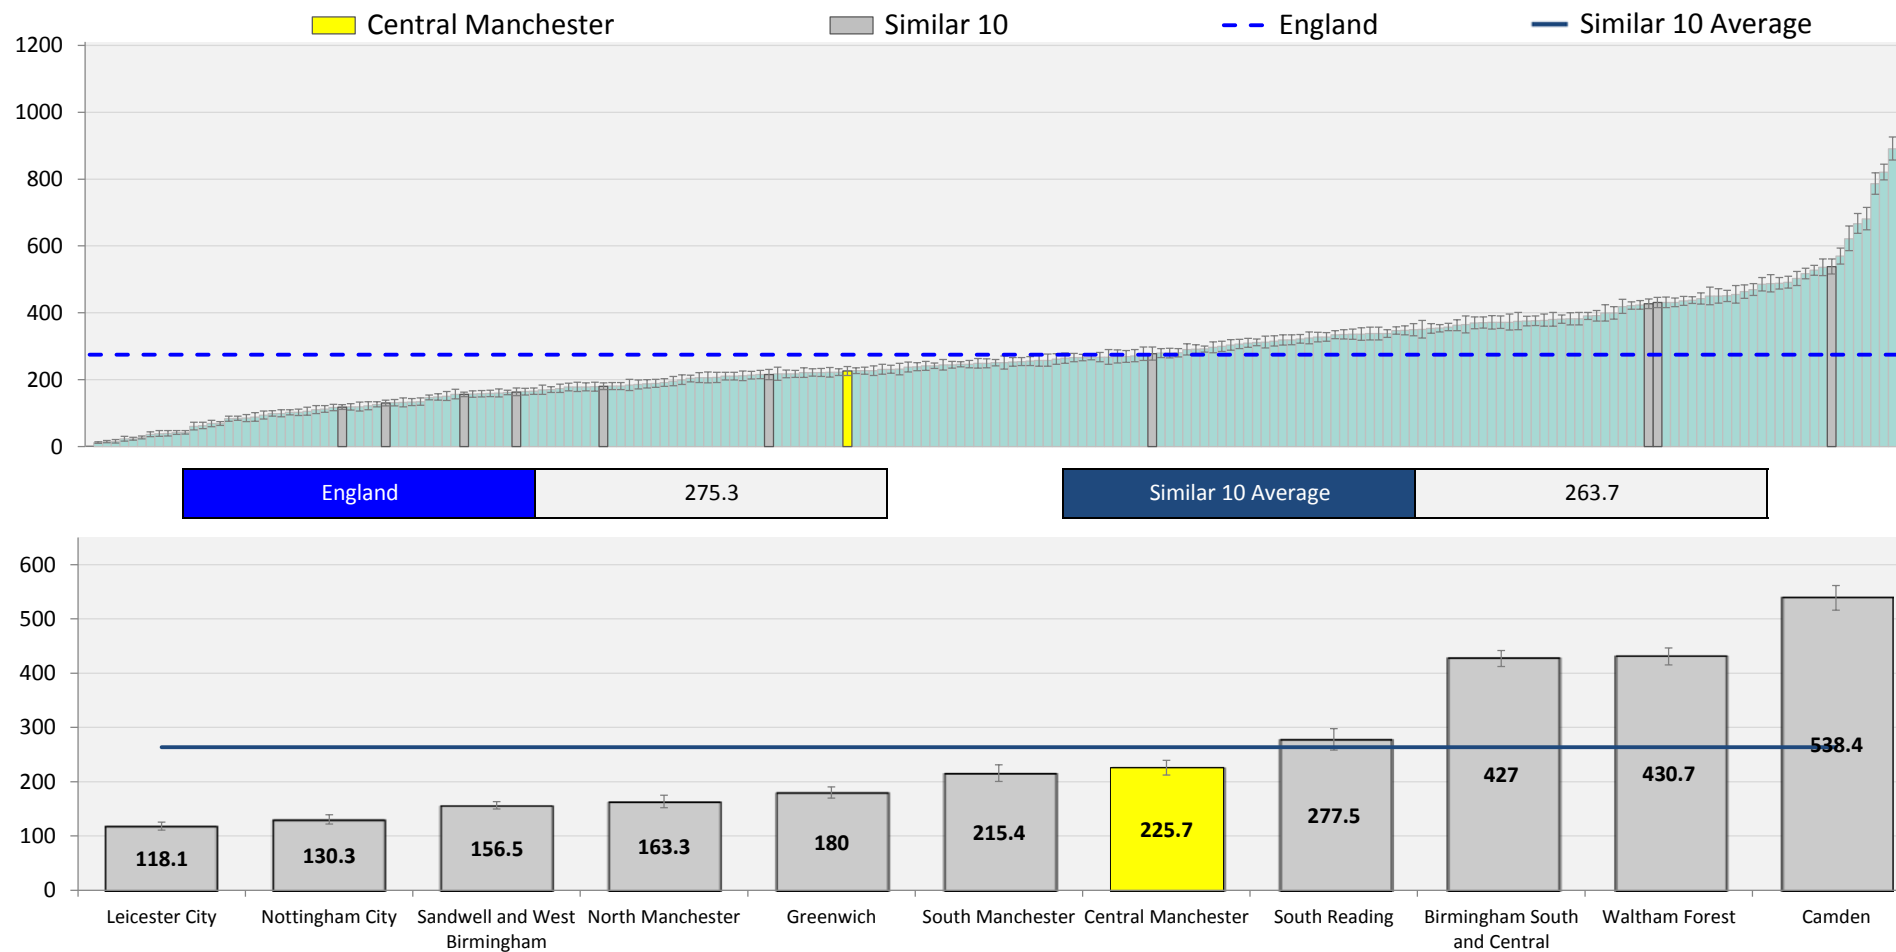 Central Manchester
Similar 10
England
Similar 10 Average
1200
1000
800
600
400
200
0
England
275.3
Similar 10 Average
263.7
600
500
400
300
200
100
0
118.1
130.3
156.5
163.3
180
215.4
225.7
277.5
427
430.7
538.4
Leicester City
Nottingham City
Sandwell and West
Birmingham
North Manchester
Greenwich
South Manchester
Central Manchester
South Reading
Birmingham South
and Central
Waltham Forest
Camden